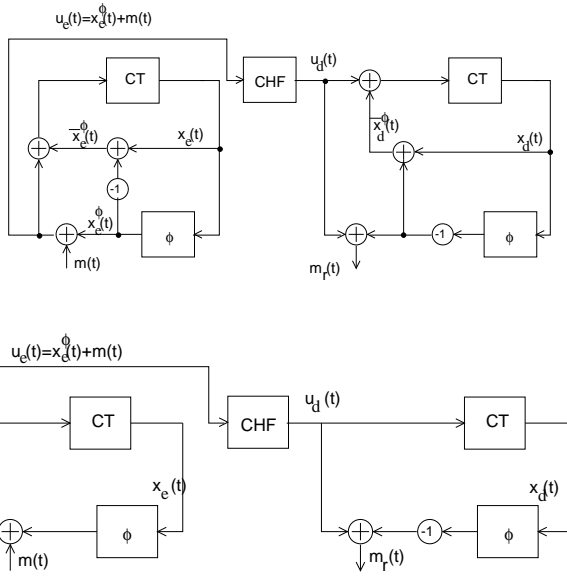 u_e(t)=x_e^ϕ(t)+m(t)
CT
CHF
u_d(t)
CT
x̄_e^ϕ(t)
x_e(t)
x̄_d^ϕ(t)
x_d(t)
-1
x_e^ϕ(t)
ϕ
-1
ϕ
m(t)
m_r(t)
u_e(t)=x_e^ϕ(t)+m(t)
CT
CHF
u_d(t)
CT
x_e(t)
x_d(t)
ϕ
-1
ϕ
m(t)
m_r(t)